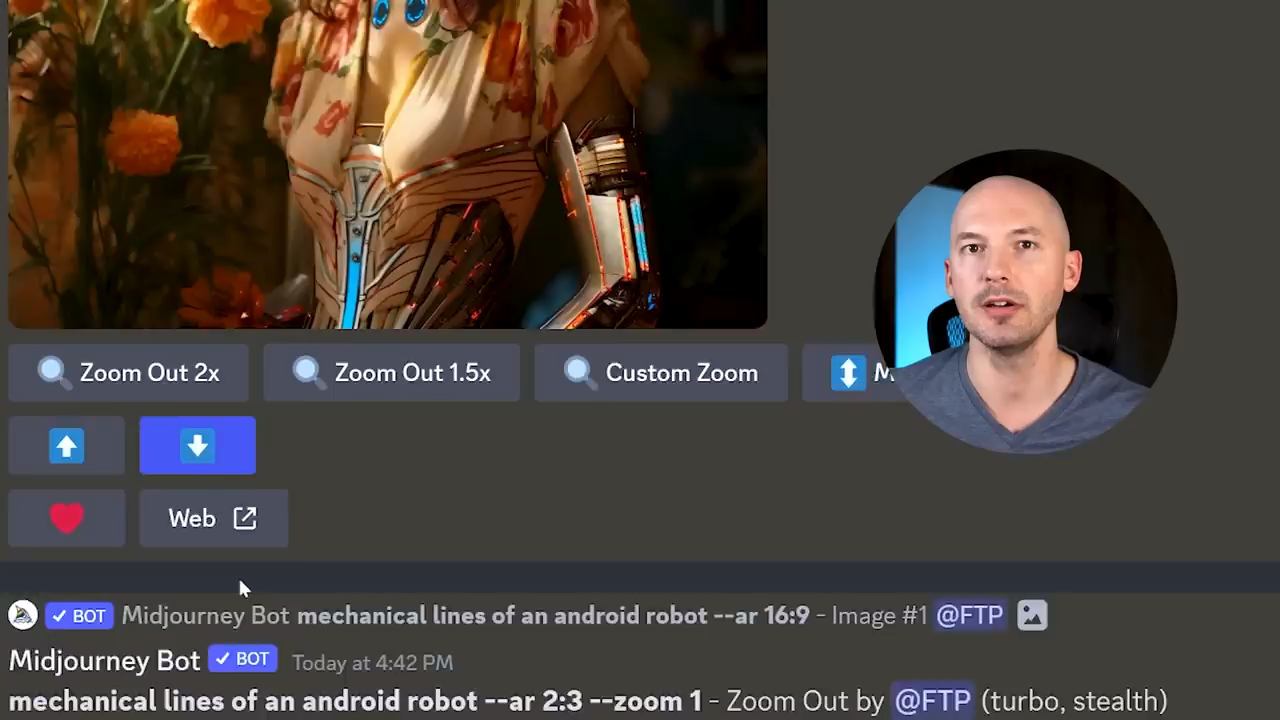 Zoom Out 2x Zoom Out 1.5x Custom Zoom
Web
BOT Midjourney Bot mechanical lines of an android robot --ar 16:9 - Image #1 @FTP
Midjourney Bot BOT Today at 4:42 PM
mechanical lines of an android robot --ar 2:3 --zoom 1 - Zoom Out by @FTP (turbo, stealth)